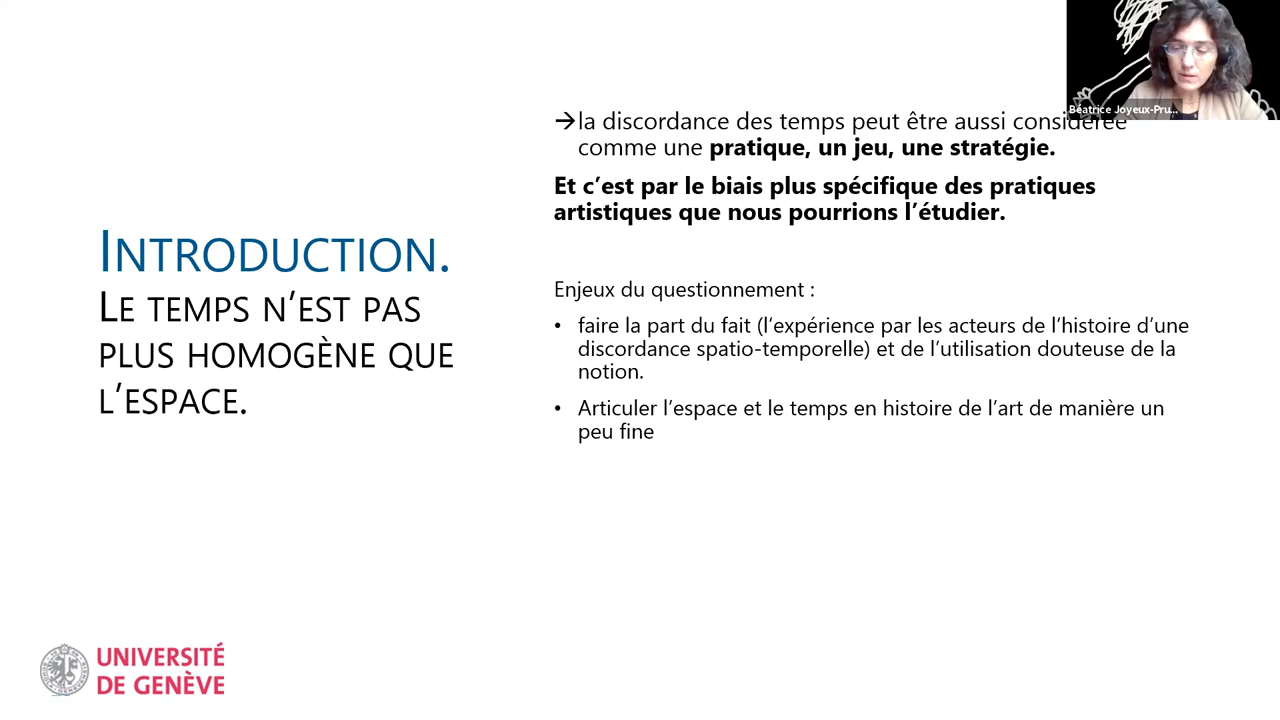 Béatrice Joyeux-Pru...
→la discordance des temps peut être aussi considérée
comme une pratique, un jeu, une stratégie.
Et c’est par le biais plus spécifique des pratiques
artistiques que nous pourrions l’étudier.
INTRODUCTION.
LE TEMPS N’EST PAS
PLUS HOMOGÈNE QUE
L’ESPACE.
Enjeux du questionnement :
• faire la part du fait (l’expérience par les acteurs de l’histoire d’une
discordance spatio-temporelle) et de l’utilisation douteuse de la
notion.
• Articuler l’espace et le temps en histoire de l’art de manière un
peu fine
UNIVERSITÉ
DE GENÈVE